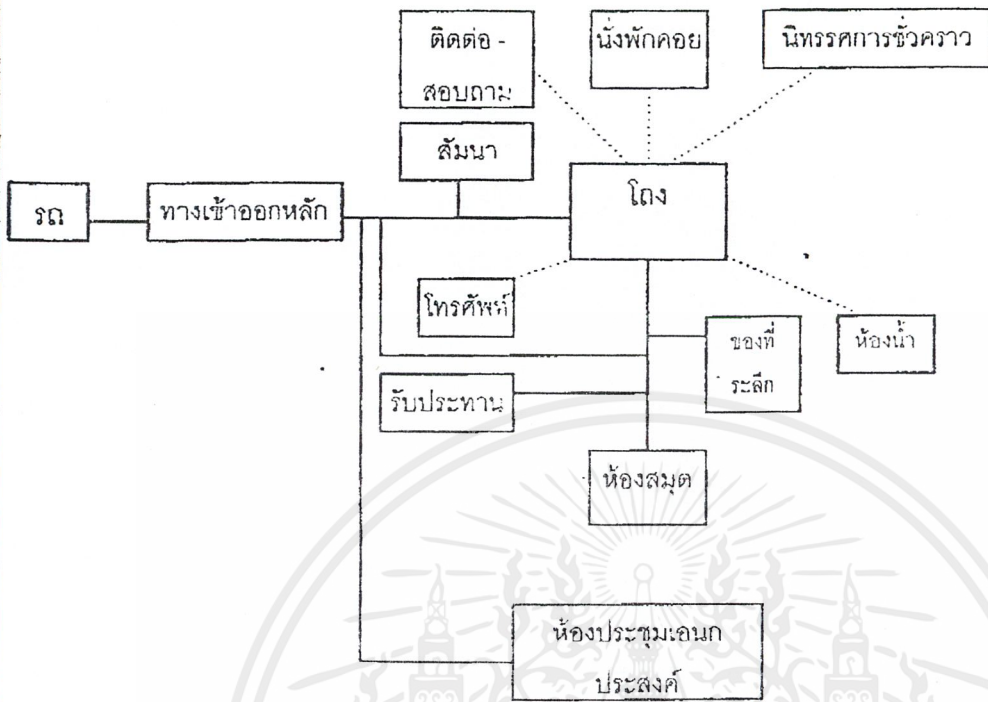 ติดต่อ -
สอบถาม
นั่งพักคอย
นิทรรศการชั่วคราว
สัมนา
รถ
ทางเข้าออกหลัก
โถง
โทรศัพท์
ของที่
ระลึก
ห้องน้ำ
รับประทาน
ห้องสมุด
ห้องประชุมเอนก
ประสงค์